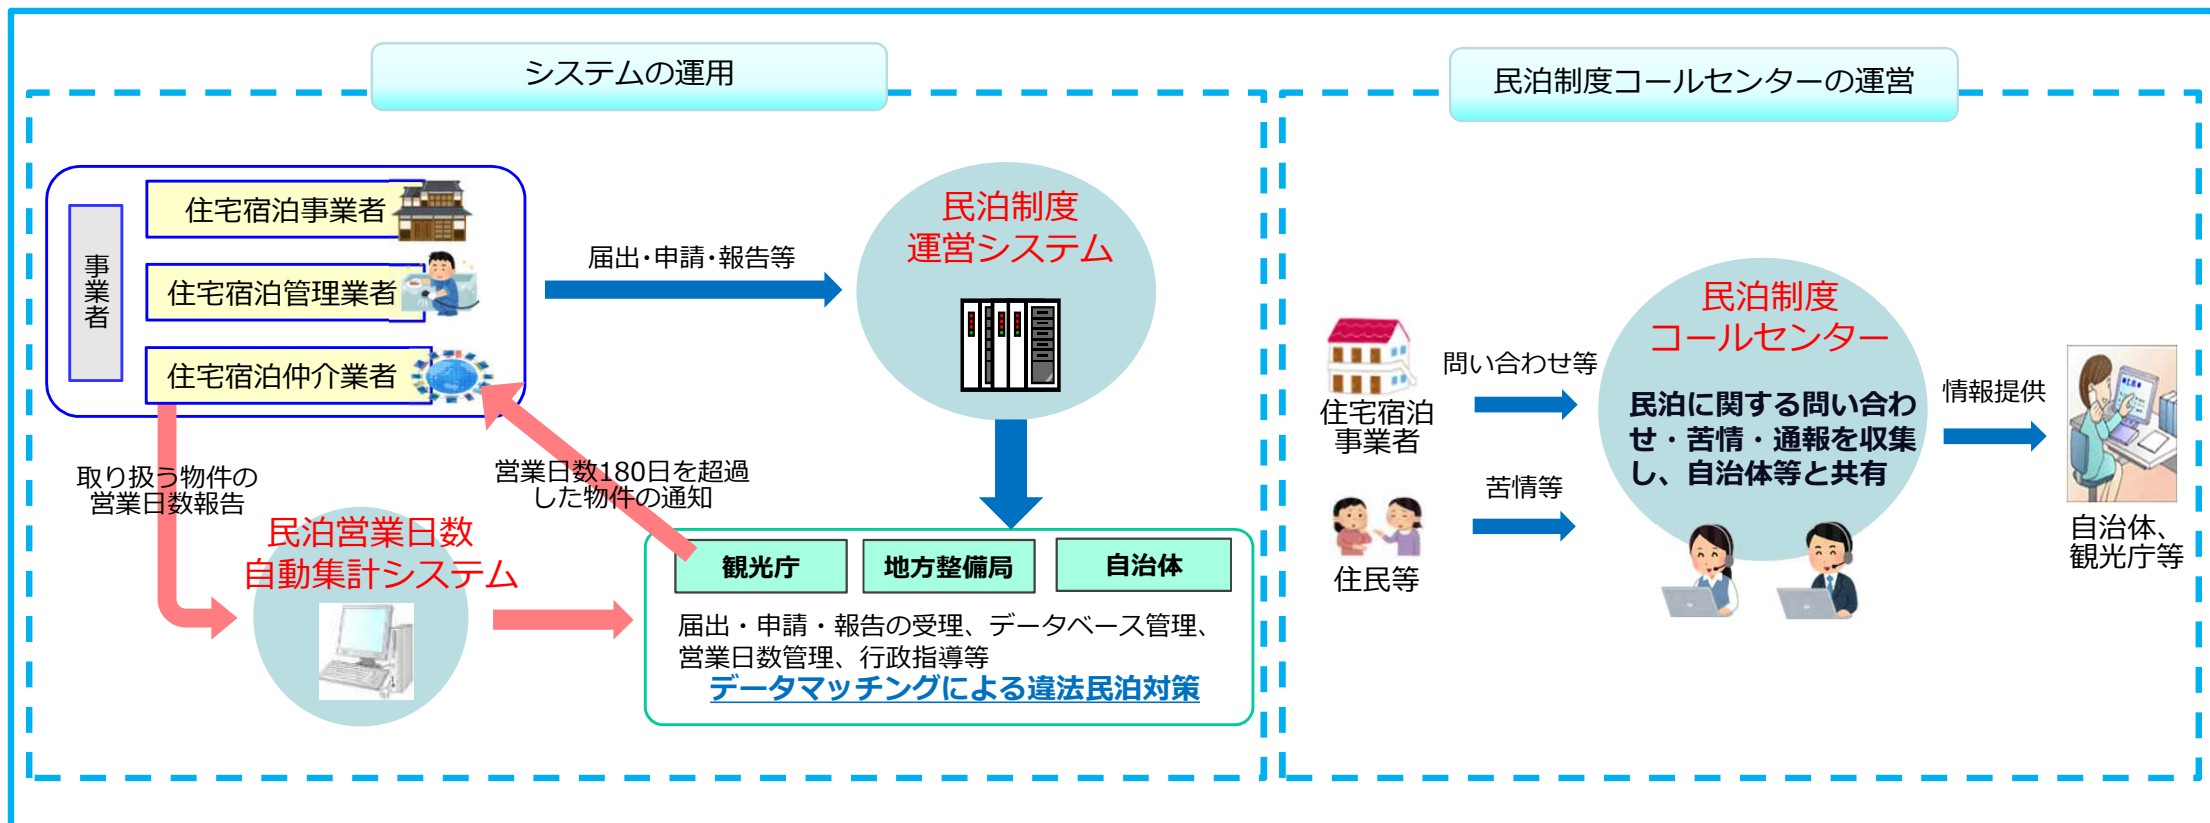 システムの運用
民泊制度コールセンターの運営
事業者
住宅宿泊事業者
住宅宿泊管理業者
住宅宿泊仲介業者
届出・申請・報告等
民泊制度
運営システム
取り扱う物件の
営業日数報告
営業日数180日を超過
した物件の通知
民泊営業日数
自動集計システム
観光庁
地方整備局
自治体
届出・申請・報告の受理、データベース管理、
営業日数管理、行政指導等
データマッチングによる違法民泊対策
住宅宿泊
事業者
問い合わせ等
住民等
苦情等
民泊制度
コールセンター
民泊に関する問い合わ
せ・苦情・通報を収集
し、自治体等と共有
情報提供
自治体、
観光庁等